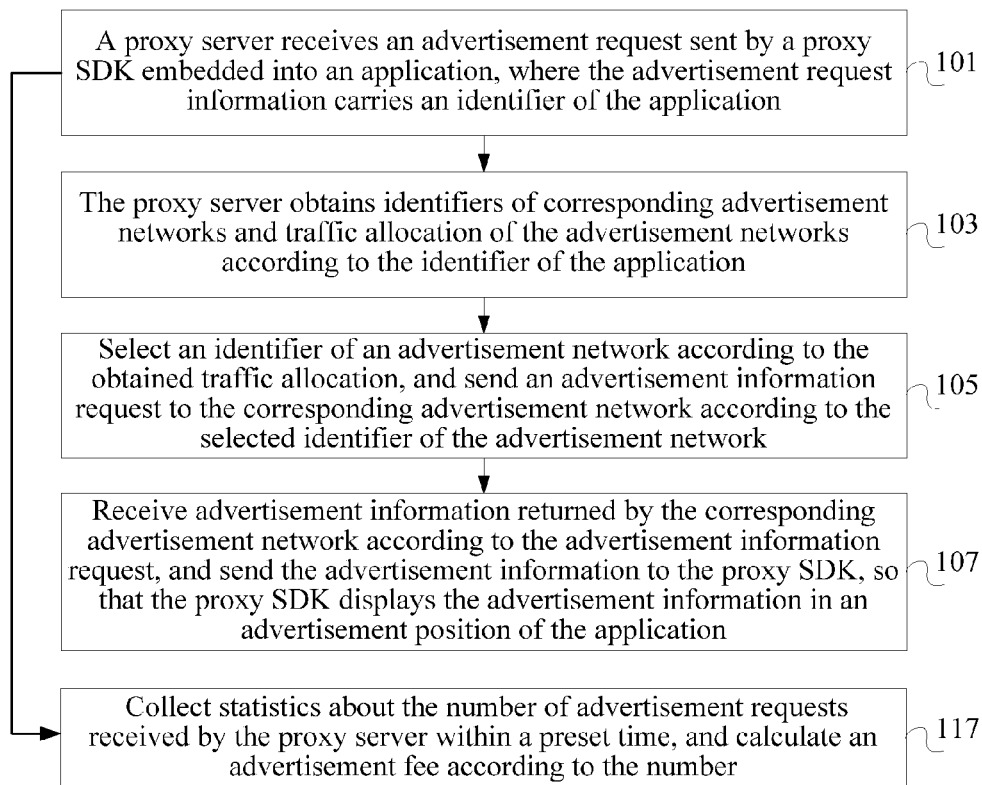 A proxy server receives an advertisement request sent by a proxy
SDK embedded into an application, where the advertisement request
information carries an identifier of the application
101
The proxy server obtains identifiers of corresponding advertisement
networks and traffic allocation of the advertisement networks
according to the identifier of the application
103
Select an identifier of an advertisement network according to the
obtained traffic allocation, and send an advertisement information
request to the corresponding advertisement network according to the
selected identifier of the advertisement network
105
Receive advertisement information returned by the corresponding
advertisement network according to the advertisement information
request, and send the advertisement information to the proxy SDK, so
that the proxy SDK displays the advertisement information in an
advertisement position of the application
107
Collect statistics about the number of advertisement requests
received by the proxy server within a preset time, and calculate an
advertisement fee according to the number
117